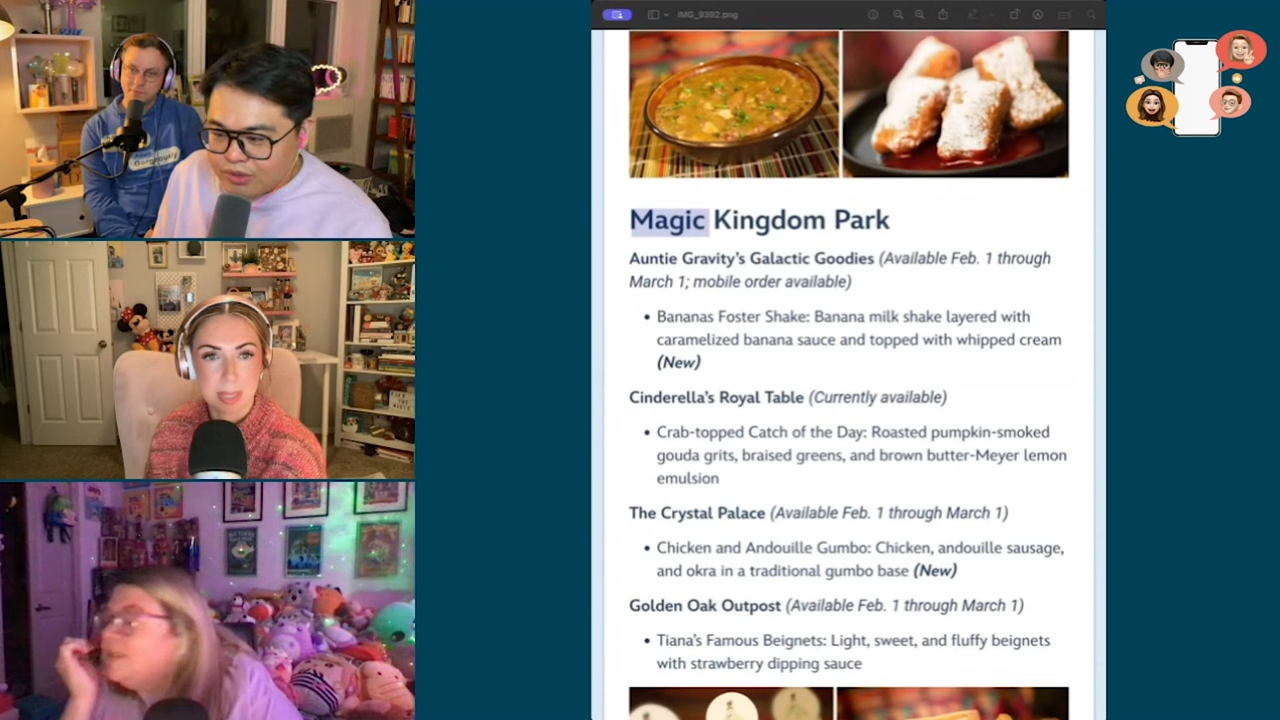 IMG_9392.png
Magic Kingdom Park
Auntie Gravity's Galactic Goodies (Available Feb. 1 through
March 1; mobile order available)
• Bananas Foster Shake: Banana milk shake layered with
caramelized banana sauce and topped with whipped cream
(New)
Cinderella's Royal Table (Currently available)
• Crab-topped Catch of the Day: Roasted pumpkin-smoked
gouda grits, braised greens, and brown butter-Meyer lemon
emulsion
The Crystal Palace (Available Feb. 1 through March 1)
• Chicken and Andouille Gumbo: Chicken, andouille sausage,
and okra in a traditional gumbo base (New)
Golden Oak Outpost (Available Feb. 1 through March 1)
• Tiana's Famous Beignets: Light, sweet, and fluffy beignets
with strawberry dipping sauce